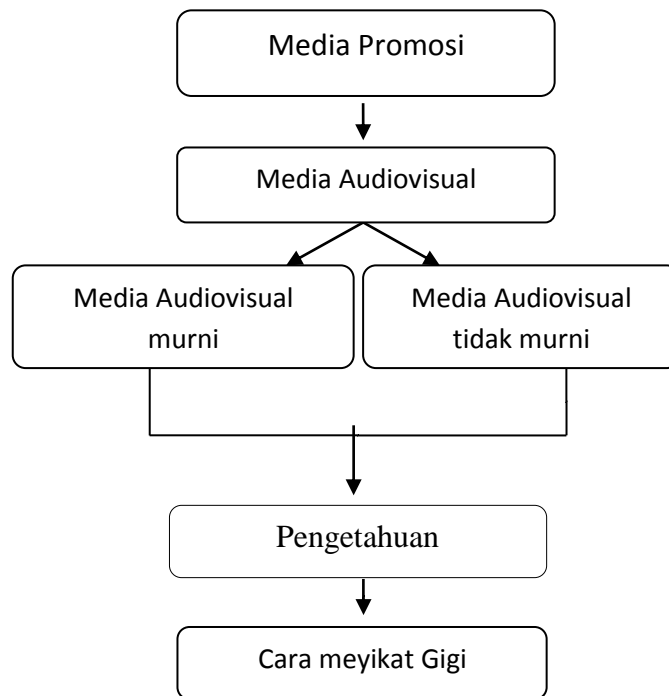 Media Promosi
Media Audiovisual
Media Audiovisual
murni
Media Audiovisual
tidak murni
Pengetahuan
Cara meyikat Gigi